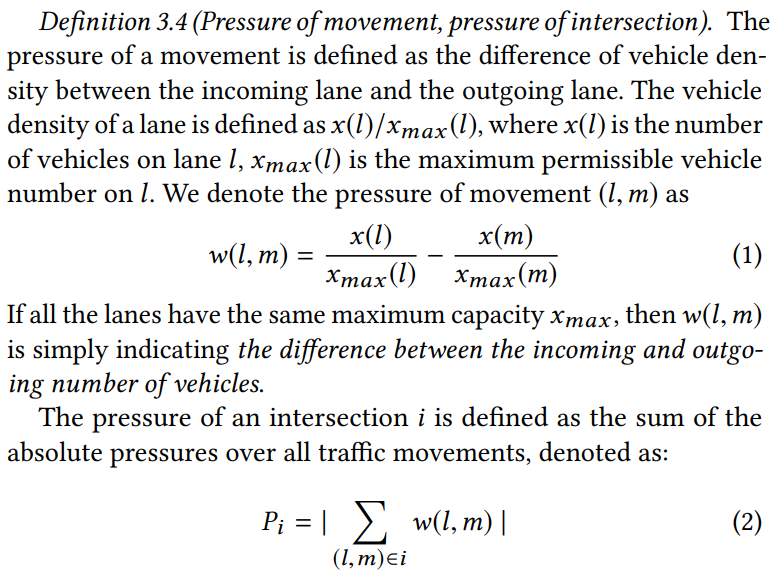 Definition 3.4 (Pressure of movement, pressure of intersection). The
pressure of a movement is defined as the difference of vehicle den-
sity between the incoming lane and the outgoing lane. The vehicle
density of a lane is defined as x(l)/x_{max}(l), where x(l) is the number
of vehicles on lane l, x_{max}(l) is the maximum permissible vehicle
number on l. We denote the pressure of movement (l, m) as
w(l, m) = \frac{x(l)}{x_{max}(l)} - \frac{x(m)}{x_{max}(m)} (1)
If all the lanes have the same maximum capacity x_{max}, then w(l, m)
is simply indicating the difference between the incoming and outgo-
ing number of vehicles.
The pressure of an intersection i is defined as the sum of the
absolute pressures over all traffic movements, denoted as:
P_i = | \sum_{(l,m)∈i} w(l, m) | (2)